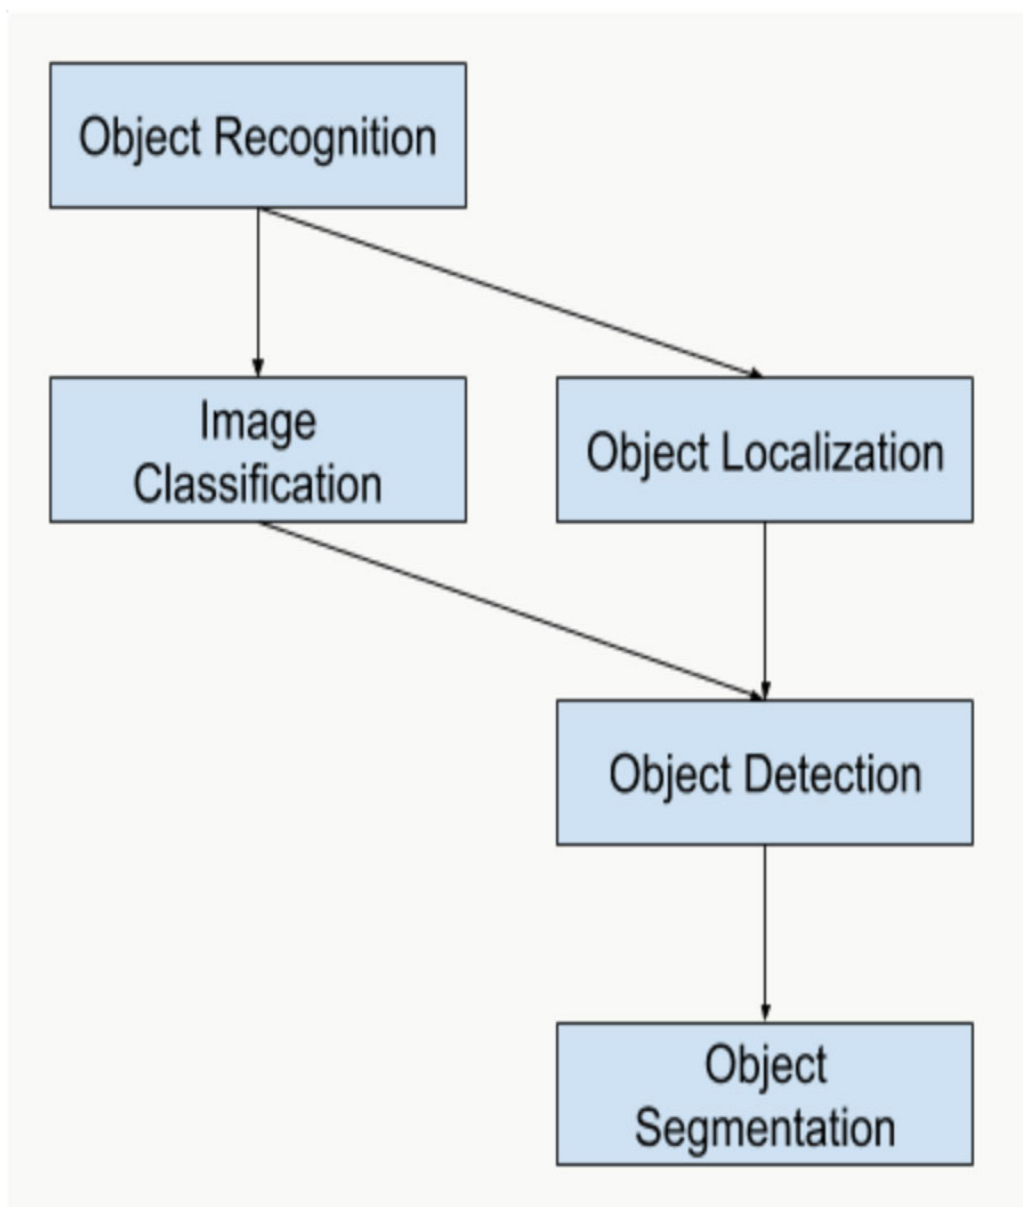 Object Recognition
Image
Classification
Object Localization
Object Detection
Object
Segmentation